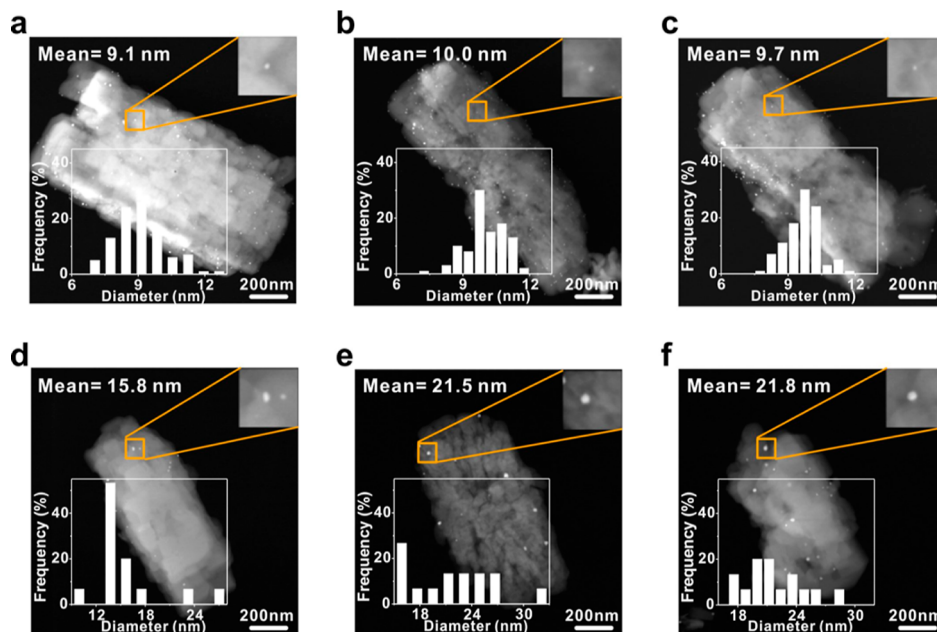 a
Mean= 9.1 nm
40
20
0
Frequency (%)
6 9 12
Diameter (nm)
200nm
b
Mean= 10.0 nm
40
20
0
Frequency (%)
6 9 12
Diameter (nm)
200nm
c
Mean= 9.7 nm
40
20
0
Frequency (%)
6 9 12
Diameter (nm)
200nm
d
Mean= 15.8 nm
40
20
0
Frequency (%)
12 18 24
Diameter (nm)
200nm
e
Mean= 21.5 nm
40
20
0
Frequency (%)
18 24 30
Diameter (nm)
200nm
f
Mean= 21.8 nm
40
20
0
Frequency (%)
18 24 30
Diameter (nm)
200nm